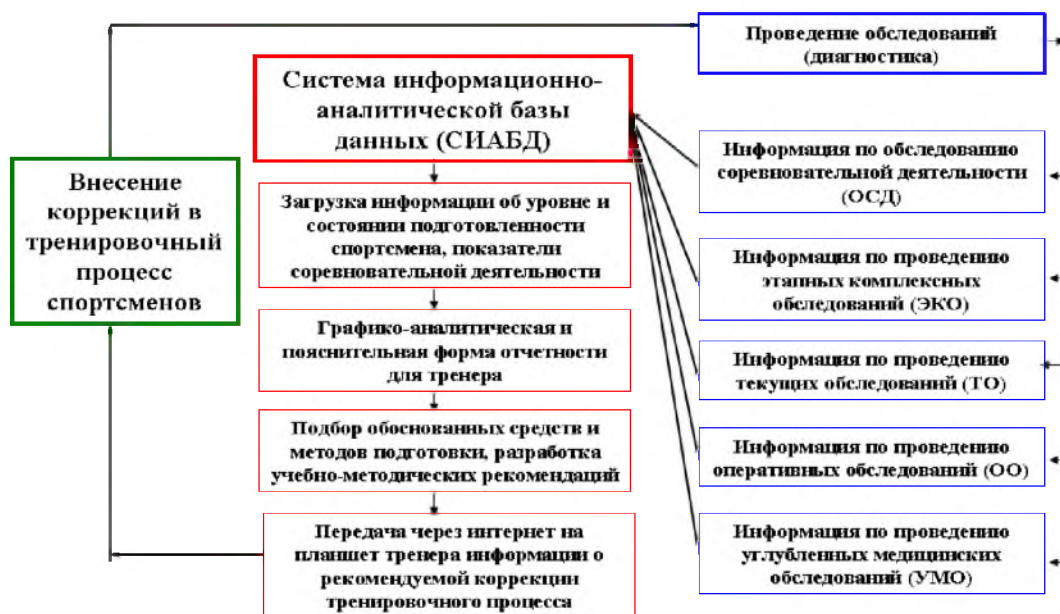 Проведение обследований
(диагностика)
Система информационно-
аналитической базы
данных (СИАБД)
Внесение
коррекций в
тренировочный
процесс
спортсменов
Загрузка информации об уровне и
состоянии подготовленности
спортсмена, показатели
соревновательной деятельности
Графико-аналитическая и
пояснительная форма отчетности
для тренера
Подбор обоснованных средств и
методов подготовки, разработка
учебно-методических рекомендаций
Передача через интернет на
планшет тренера информации о
рекомендуемой коррекции
тренировочного процесса
Информация по обследованию
соревновательной деятельности
(ОСД)
Информация по проведению
этапных комплексных
обследований (ЭКО)
Информация по проведению
текущих обследований (ТО)
Информация по проведению
оперативных обследований (ОО)
Информация по проведению
углубленных медицинских
обследований (УМО)